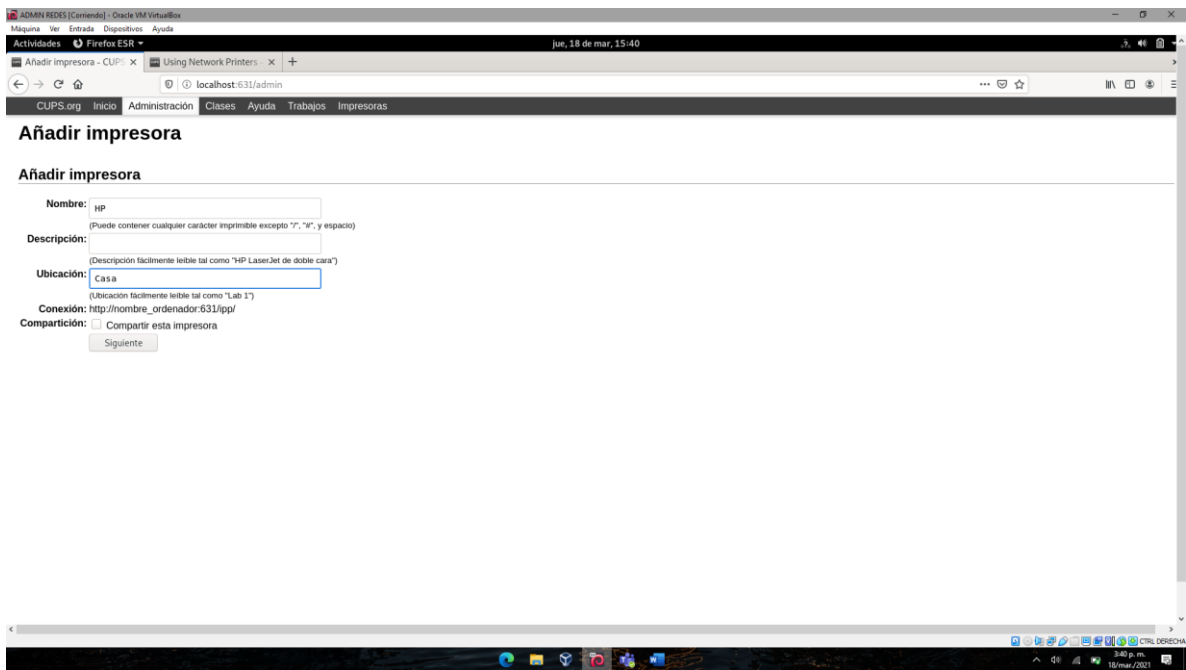 ADMIN REDES [Corriendo] - Oracle VM VirtualBox
Máquina Ver Entrada Dispositivos Ayuda
Actividades Firefox ESR jue, 18 de mar, 15:40
Añadir impresora - CUPS Using Network Printers -
localhost:631/admin
CUPS.org Inicio Administración Clases Ayuda Trabajos Impresoras
Añadir impresora
Añadir impresora
Nombre: HP
(Puede contener cualquier carácter imprimible excepto "/", "#", y espacio)
Descripción:
(Descripción fácilmente leíble tal como "HP LaserJet de doble cara")
Ubicación: Casa
(Ubicación fácilmente leíble tal como "Lab 1")
Conexión: http://nombre_ordenador:631/ipp/
Compartición: Compartir esta impresora
Siguiente
CTRL DERECHA
3:40 p. m.
18/mar./2021